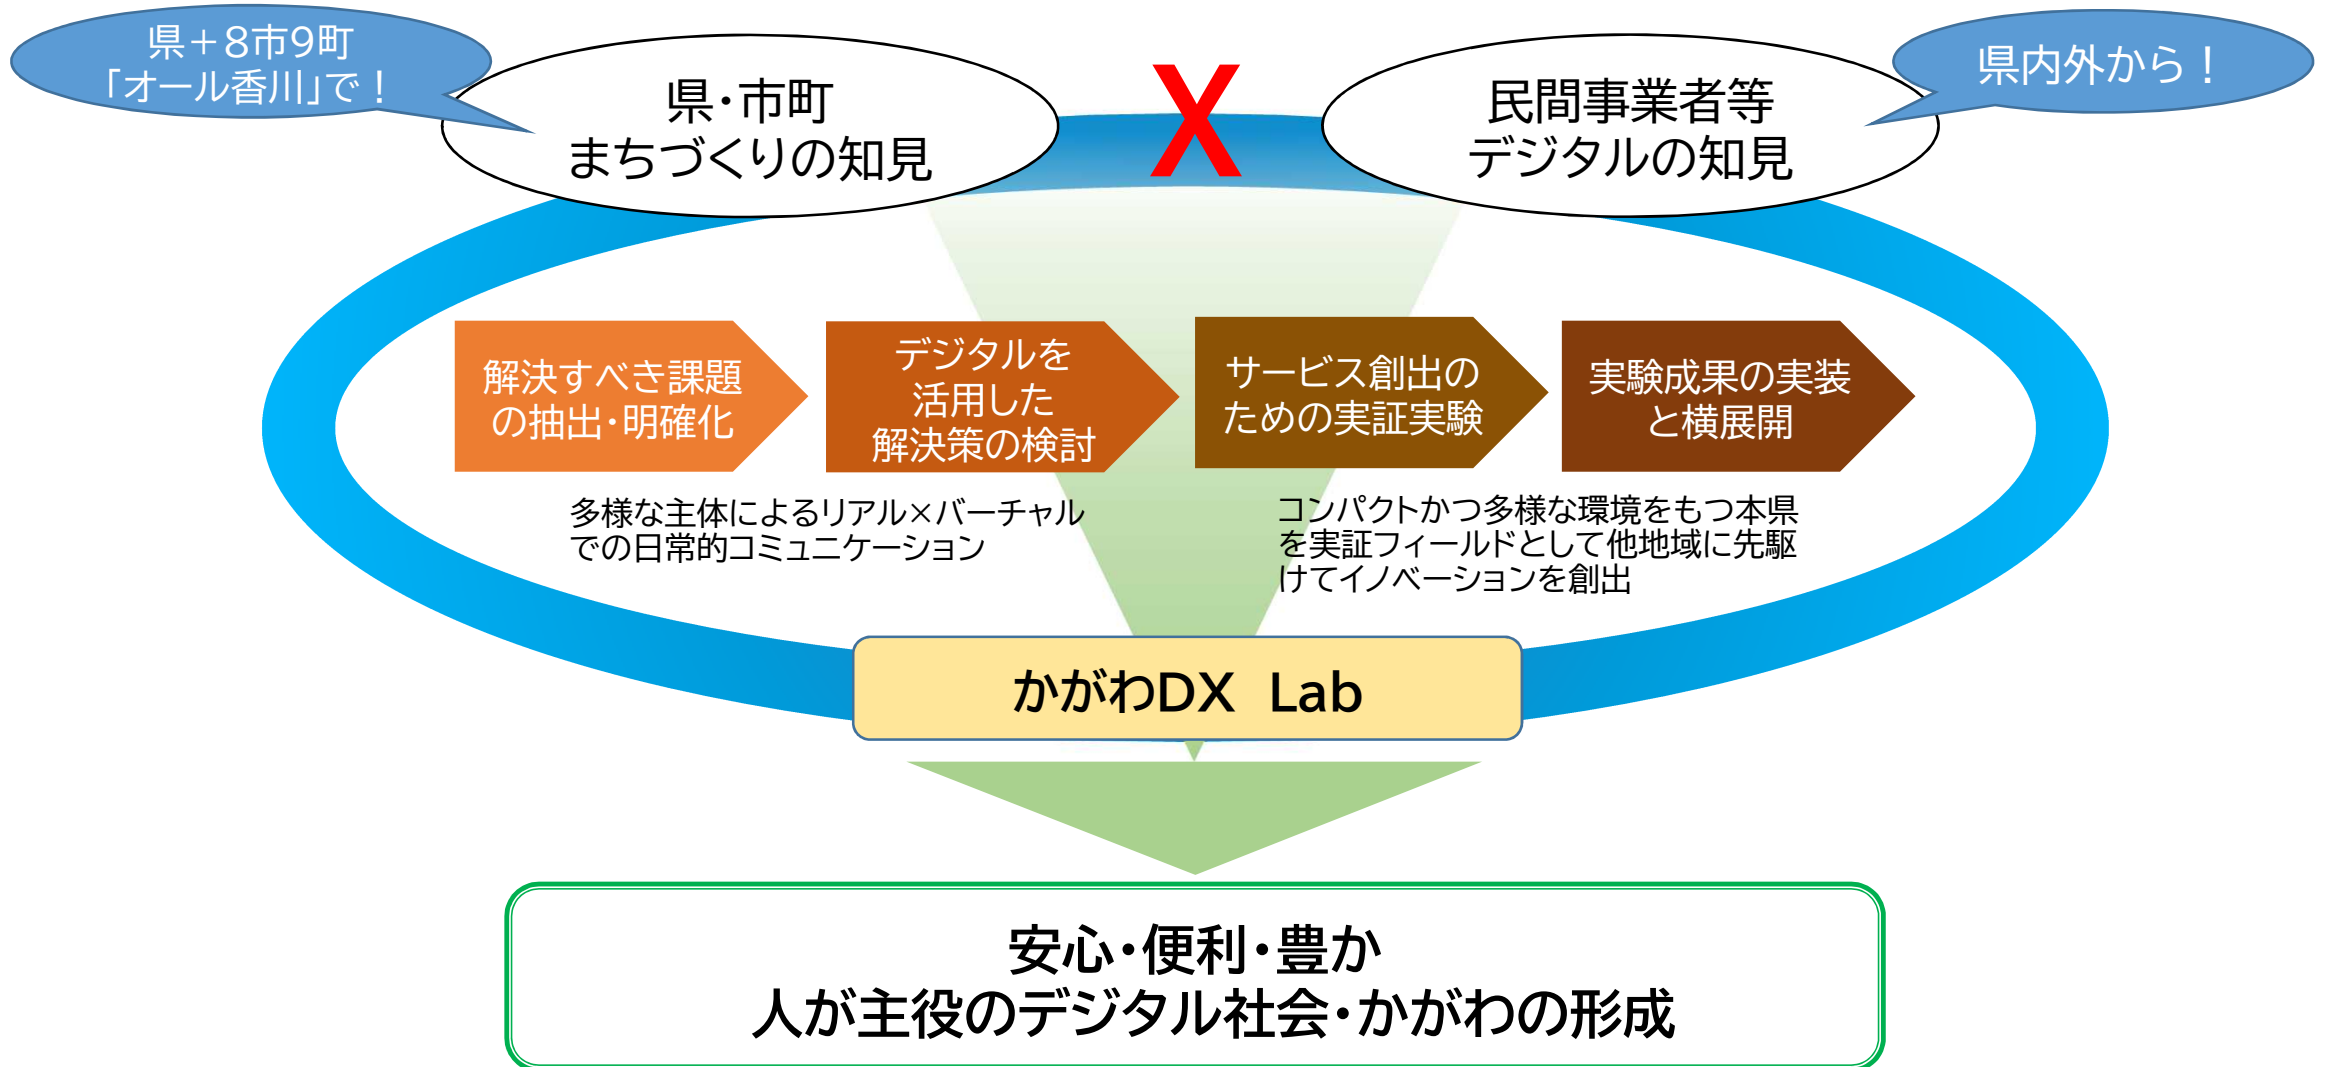 県＋８市９町
「オール香川」で！
県・市町
まちづくりの知見
X
民間事業者等
デジタルの知見
県内外から！
解決すべき課題
の抽出・明確化
デジタルを
活用した
解決策の検討
サービス創出の
ための実証実験
実験成果の実装
と横展開
多様な主体によるリアル×バーチャル
での日常的コミュニケーション
コンパクトかつ多様な環境をもつ本県
を実証フィールドとして他地域に先駆
けてイノベーションを創出
かがわDX　Lab
安心・便利・豊か
人が主役のデジタル社会・かがわの形成